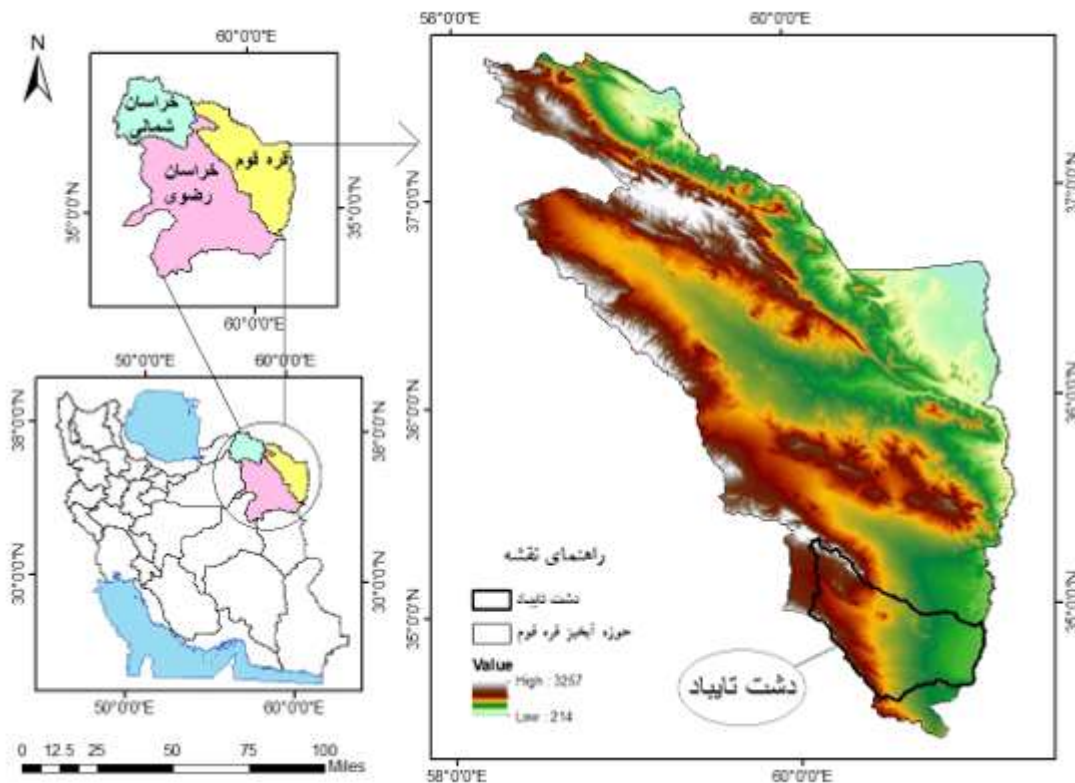 N
60°0'0"E
خراسان
شمالی
قره قوم
خراسان
رضوی
36°0'0"N
35°0'0"N
60°0'0"E
50°0'0"E
60°0'0"E
38°0'0"N
38°0'0"N
30°0'0"N
30°0'0"N
50°0'0"E
60°0'0"E
0 12.5 25 50 75 100
Miles
58°0'0"E
60°0'0"E
37°0'0"N
37°0'0"N
36°0'0"N
36°0'0"N
35°0'0"N
35°0'0"N
58°0'0"E
60°0'0"E
راهنمای نقشه
دشت تایباد
حوزه آبخیز قره قوم
Value
High : 3257
Low : 214
دشت تایباد